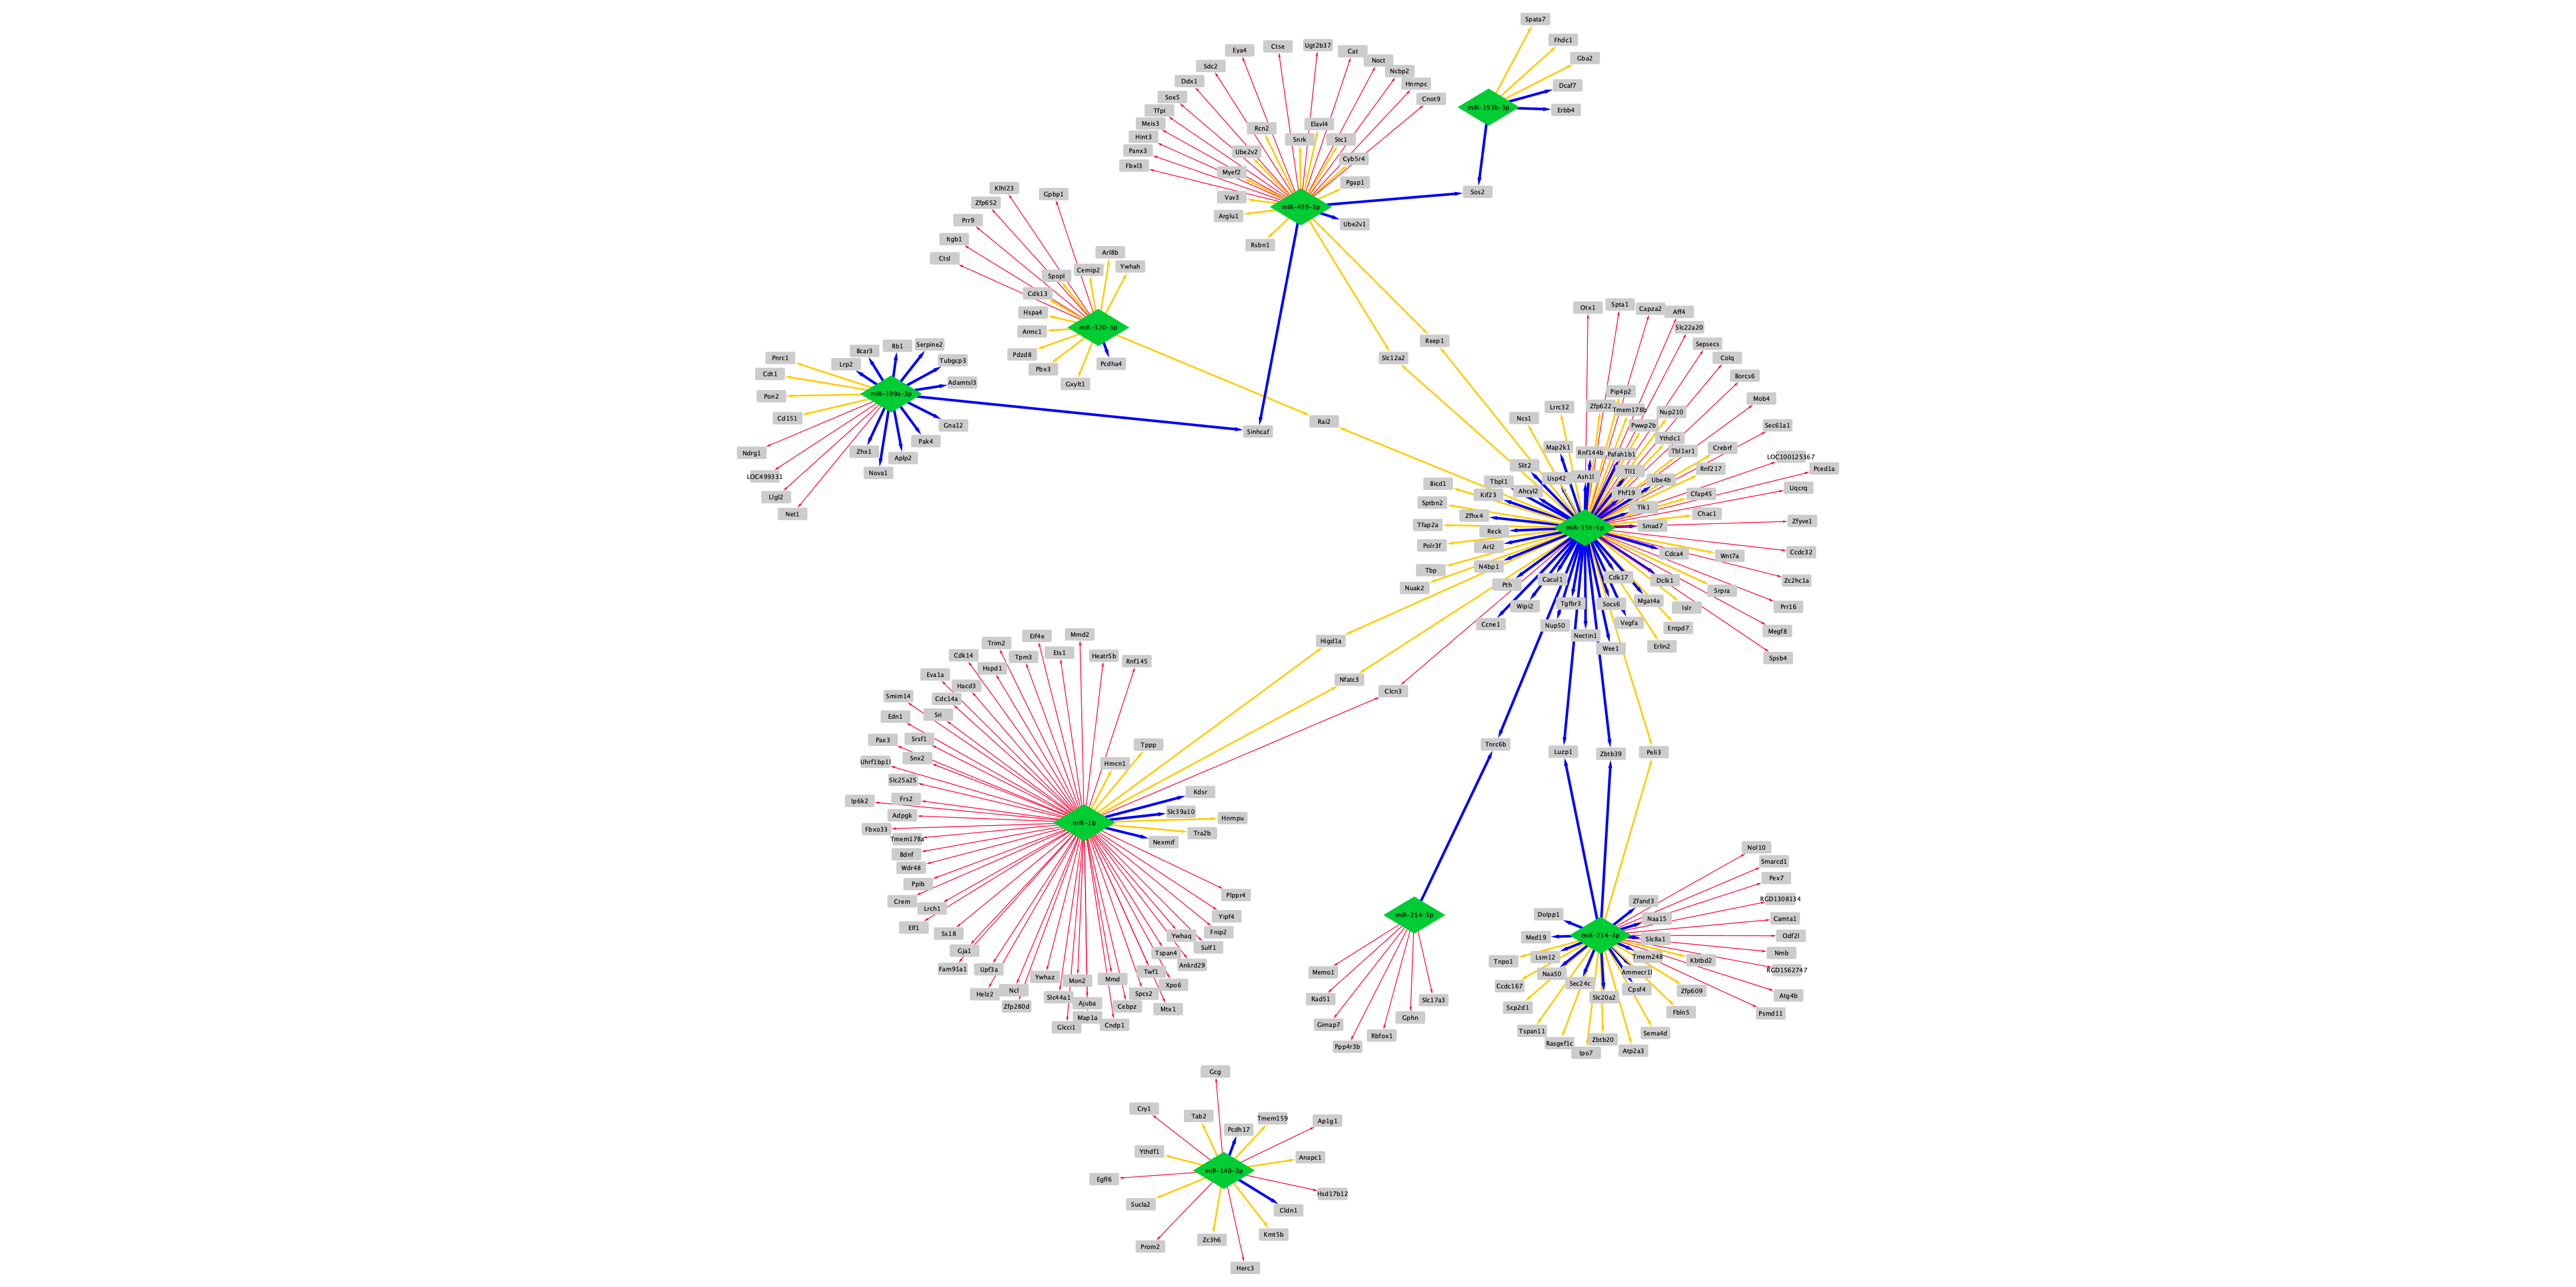 Spata7
Fhdc1
Gba2
Dcaf7
Erbb4
miR-193b-3p
Sos2
Eya4
Ctse
Ugt2b37
Cat
Noct
Ncbp2
Hnrnpc
Cnot9
Sdc2
Ddx1
Sox5
Tfpi
Meis3
Hint3
Panx3
Fbxl3
Rcn2
Elavl4
Snrk
Stc1
Ube2v2
Cyb5r4
Myef2
Pgap1
Vav3
Arglu1
Rsbn1
Ube2v1
miR-499-5p
Klhl23
Gpbp1
Zfp652
Prr9
Itgb1
Ctsl
Arl8b
Ywhah
Cemip2
Spopl
Cdk13
Hspa4
Armc1
Pdzd8
Pbx3
Gxylt1
Pcdha4
miR-320-3p
Reep1
Slc12a2
Rai2
Sinhcaf
Pnrc1
Cdt1
Pon2
Cd151
Ndrg1
LOC499331
Llgl2
Net1
Lrp2
Bcar3
Rb1
Serpine2
Tubgcp3
Adamtsl3
Gna12
Pak4
Aplp2
Nova1
Zhx1
miR-199a-3p
Otx1
Spta1
Capza2
Aff4
Slc22a20
Sepsecs
Colq
Borcs6
Mob4
Sec61a1
LOC100125367
Pced1a
Uqcrq
Zfyve1
Ccdc32
Zc2hc1a
Prr16
Megf8
Spsb4
Pip4p2
Zfp622
Tmem178b
Nup210
Pwwp2b
Ythdc1
Tbl1xr1
Crebrf
Rnf217
Lrrc32
Ncs1
Map2k1
Rnf144b
Pafah1b1
Slit2
Usp42
Ash1l
Tll1
Ube4b
Tbpl1
Ahcyl2
Phf19
Cfap45
Bicd1
Kif23
Tlk1
Chac1
Sptbn2
Zfhx4
Smad7
Tfap2a
Reck
miR-15b-5p
Polr3f
Arl2
Cdca4
Wnt7a
Tbp
N4bp1
Nuak2
Pth
Cacul1
Cdk17
Dclk1
Srpra
Wipi2
Tgfbr3
Socs6
Mgat4a
Islr
Ccne1
Nup50
Nectin1
Vegfa
Entpd7
Wee1
Erlin2
Higd1a
Nfatc3
Clcn3
Tnrc6b
Luzp1
Zbtb39
Peli3
Mmd2
Eif4e
Trim2
Cdk14
Tpm3
Ets1
Heatr5b
Rnf145
Hspd1
Eva1a
Hacd3
Smim14
Cdc14a
Edn1
Sri
Pax3
Srsf1
Uhrf1bp1l
Snx2
Slc25a25
Ip6k2
Frs2
Adpgk
Fbxo33
Tmem178a
Bdnf
Wdr48
Ppib
Crem
Lrch1
Elf1
Ss18
Gja1
Fam91a1
Upf3a
Helz2
Ncl
Zfp280d
Ywhaz
Slc44a1
Mon2
Ajuba
Map1a
Glcci1
Mmd
Cebpz
Cndp1
Spcs2
Twf1
Mtx1
Xpo6
Tspan4
Ankrd29
Ywhaq
Sulf1
Fnip2
Yipf4
Plppr4
Tppp
Hmcn1
Kdsr
Slc39a10
Hnrnpu
Tra2b
Nexmif
miR-1b
miR-214-5p
Memo1
Rad51
Gimap7
Ppp4r3b
Rbfox1
Gphn
Slc17a3
miR-214-3p
Nol10
Smarcd1
Pex7
RGD1308134
Camta1
Odf2l
Nmb
RGD1562747
Atg4b
Psmd11
Zfand3
Naa15
Slc8a1
Dolpp1
Med19
Lsm12
Tnpo1
Naa50
Ccdc167
Sec24c
Scp2d1
Slc20a2
Tmem248
Kbtbd2
Ammecr1l
Cpsf4
Zfp609
Fbln5
Sema4d
Tspan11
Rasgef1c
Ipo7
Zbtb20
Atp2a3
Gcg
Cry1
Tab2
Pcdh17
Tmem159
Ap1g1
Ythdf1
Anapc1
Egfl6
miR-140-3p
Hsd17b12
Sucla2
Cldn1
Kmt5b
Zc3h6
Prom2
Herc3